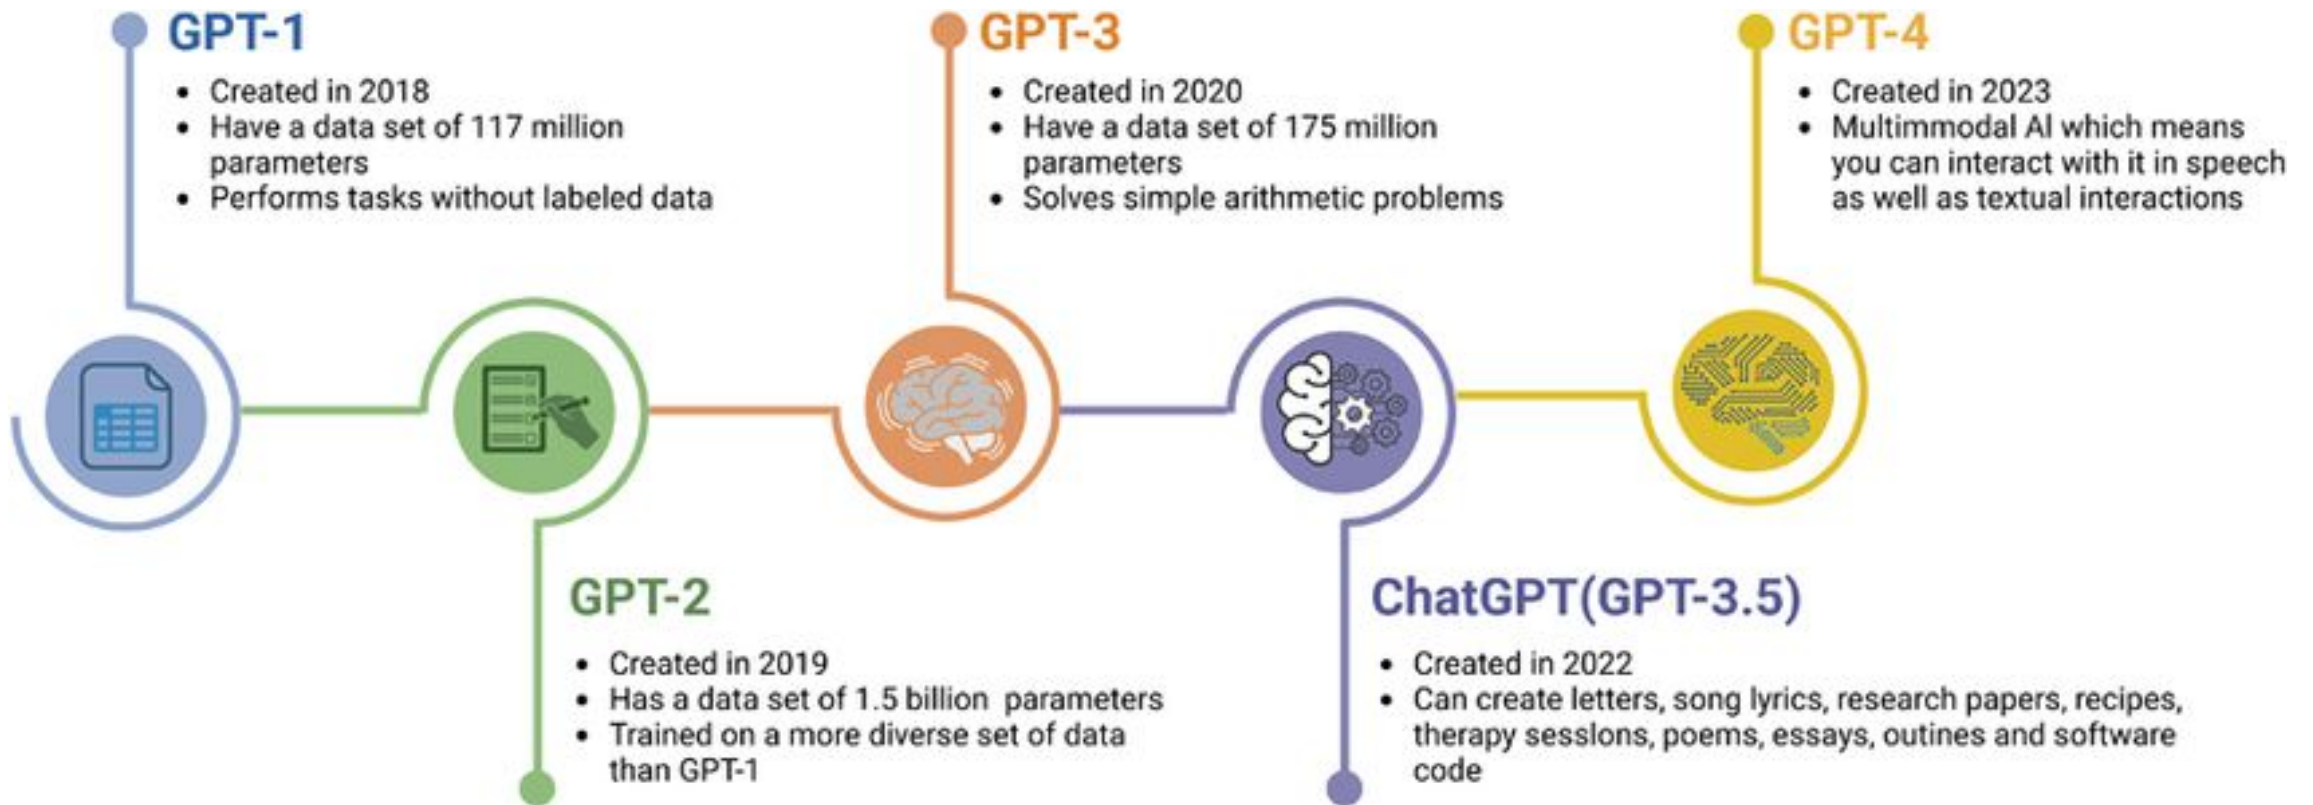 GPT-1
• Created in 2018
• Have a data set of 117 million
parameters
• Performs tasks without labeled data
GPT-2
• Created in 2019
• Has a data set of 1.5 billion parameters
• Trained on a more diverse set of data
than GPT-1
GPT-3
• Created in 2020
• Have a data set of 175 million
parameters
• Solves simple arithmetic problems
ChatGPT(GPT-3.5)
• Created in 2022
• Can create letters, song lyrics, research papers, recipes,
therapy sesslons, poems, essays, outines and software
code
GPT-4
• Created in 2023
• Multimmodal AI which means
you can interact with it in speech
as well as textual interactions